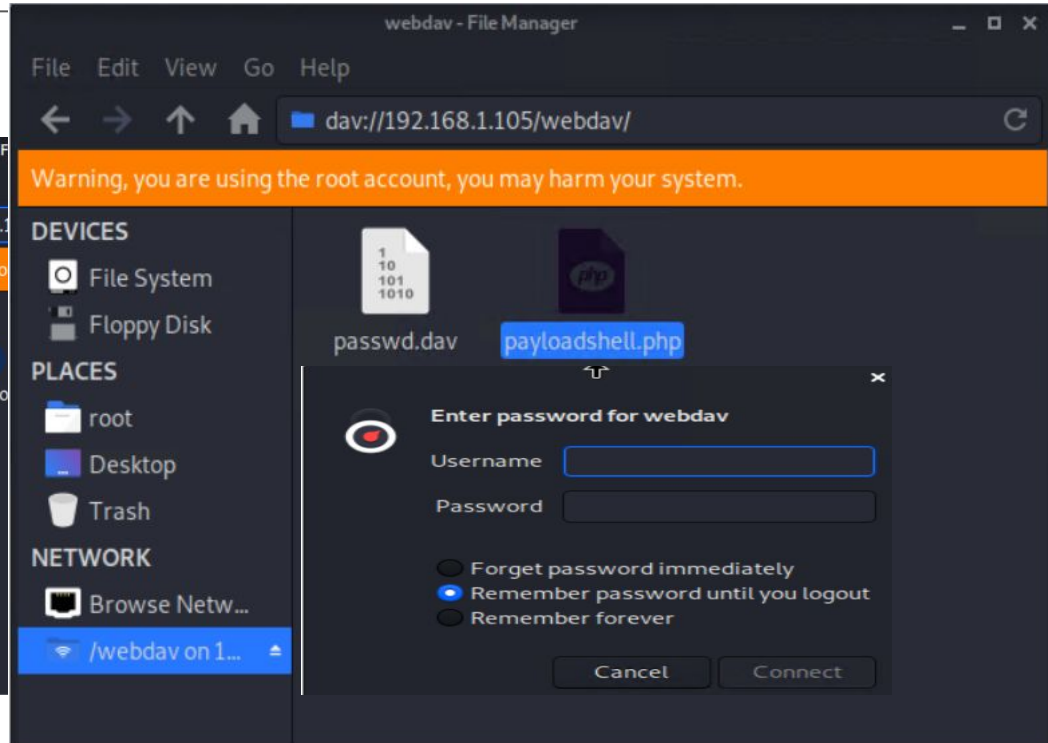 webdav - File Manager
File Edit View Go Help
dav://192.168.1.105/webdav/
Warning, you are using the root account, you may harm your system.
DEVICES
File System
Floppy Disk
PLACES
root
Desktop
Trash
NETWORK
Browse Netw...
/webdav on 1...
1
10
101
1010
php
passwd.dav payloadshell.php
Enter password for webdav
Username
Password
Forget password immediately
Remember password until you logout
Remember forever
Cancel Connect